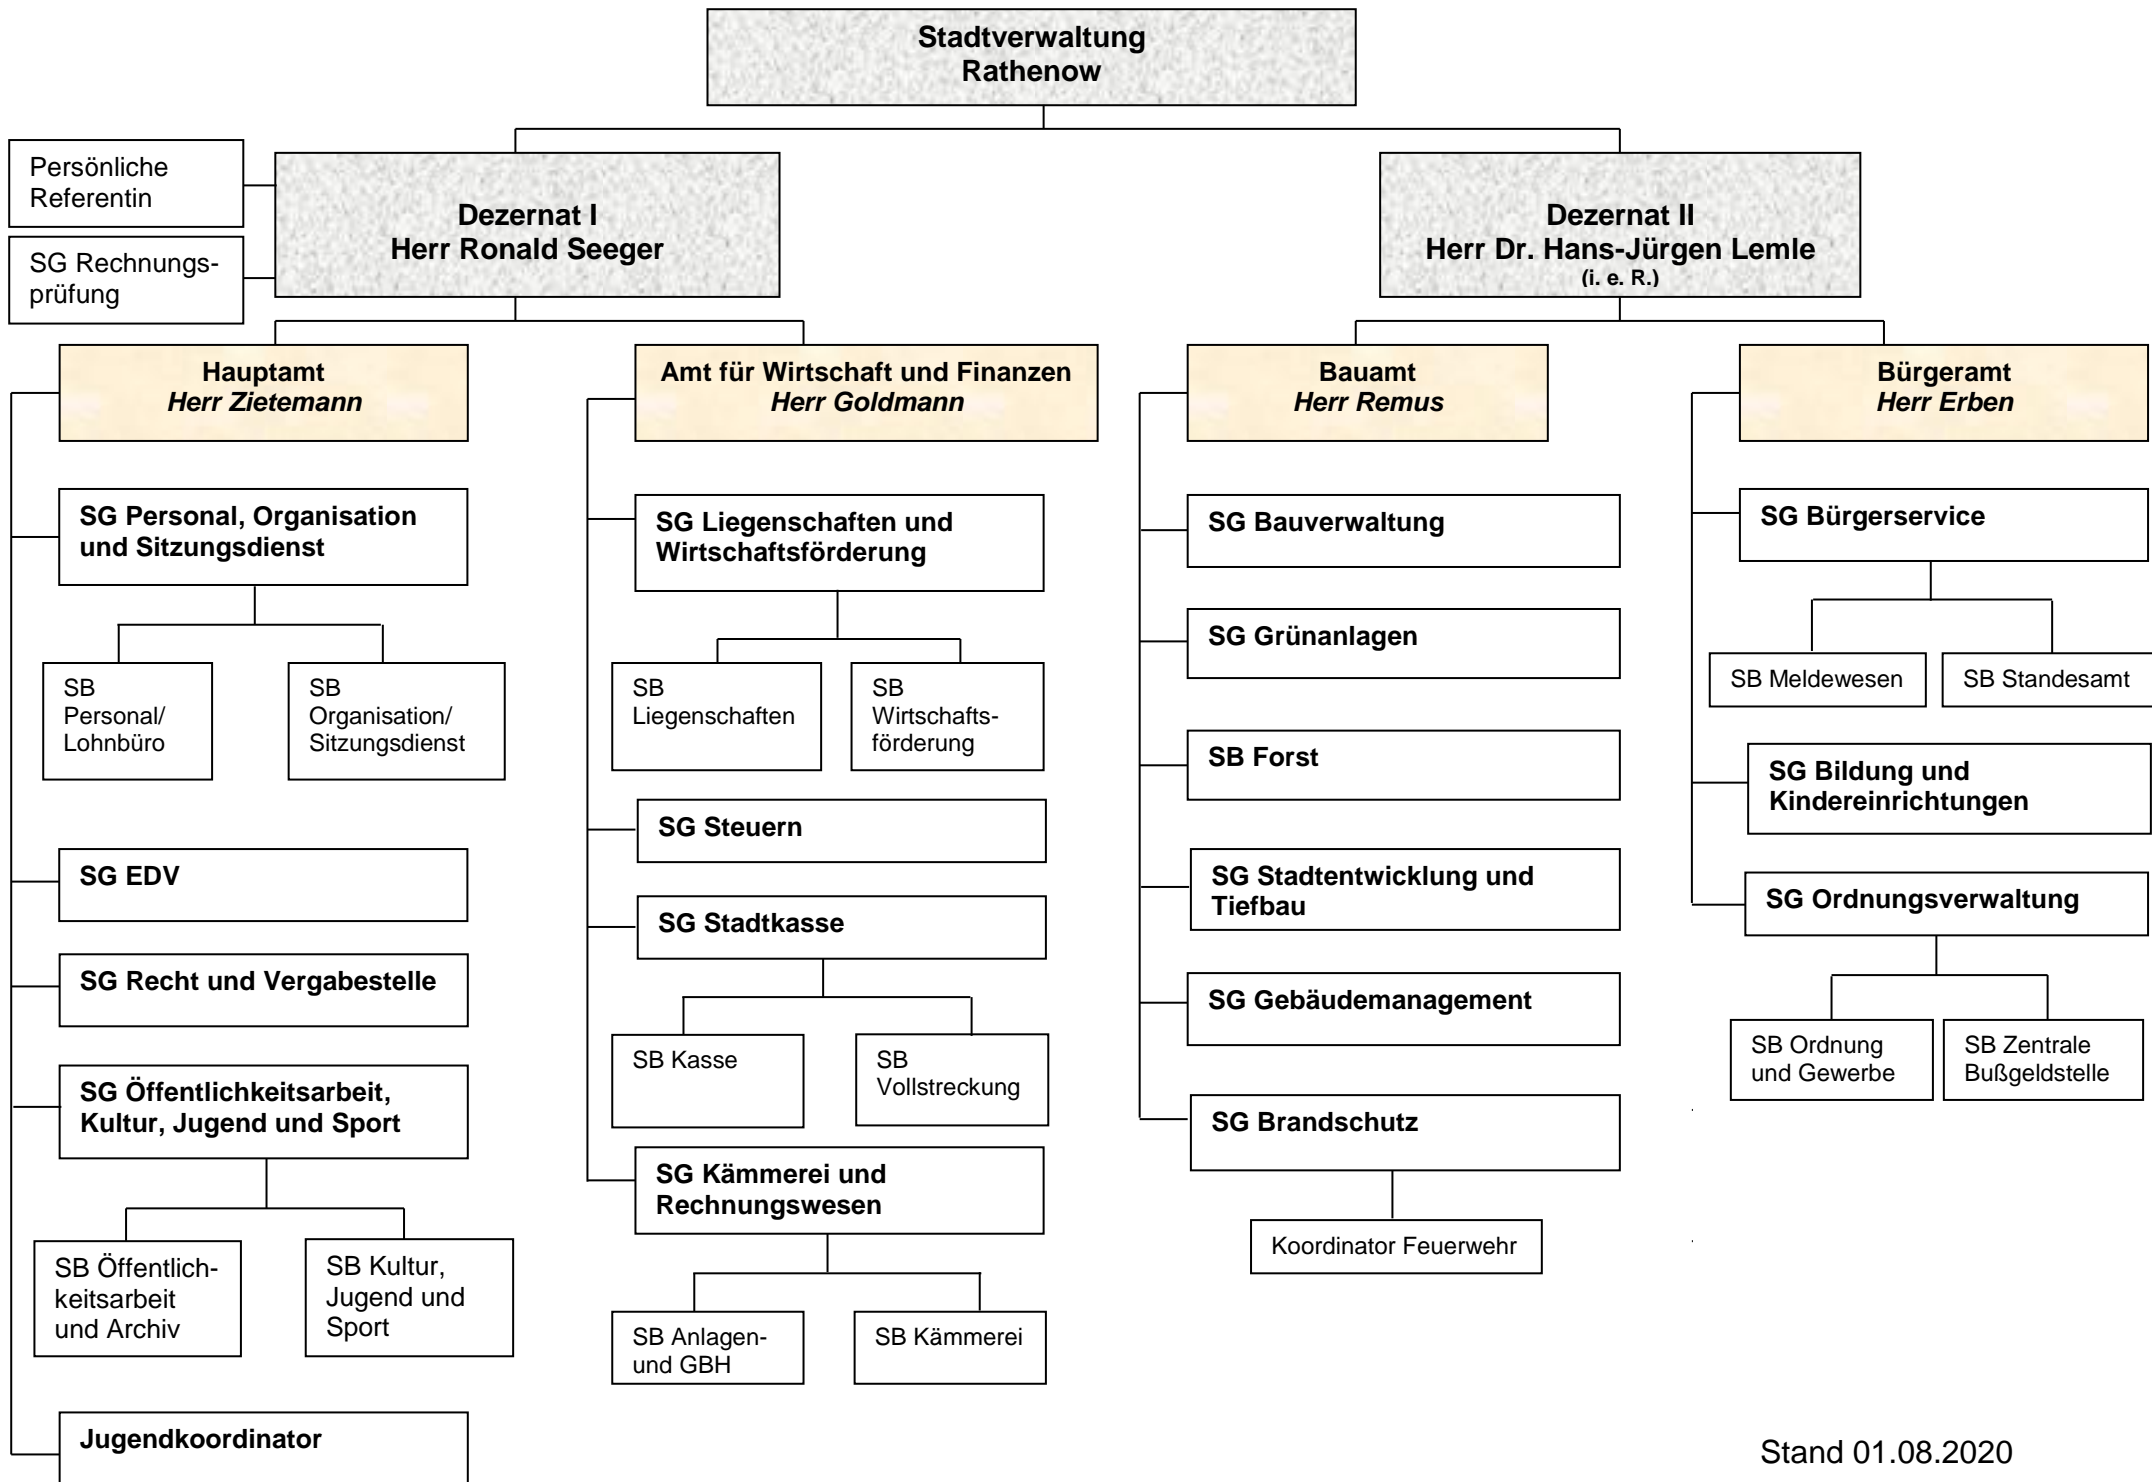 Stadtverwaltung
Rathenow
Persönliche
Referentin
SG Rechnungs-
prüfung
Dezernat I
Herr Ronald Seeger
Dezernat II
Herr Dr. Hans-Jürgen Lemle
(i. e. R.)
Hauptamt
Herr Zietemann
SG Personal, Organisation
und Sitzungsdienst
SB
Personal/
Lohnbüro
SB
Organisation/
Sitzungsdienst
SG EDV
SG Recht und Vergabestelle
SG Öffentlichkeitsarbeit,
Kultur, Jugend und Sport
SB Öffentlich-
keitsarbeit
und Archiv
SB Kultur,
Jugend und
Sport
Jugendkoordinator
Amt für Wirtschaft und Finanzen
Herr Goldmann
SG Liegenschaften und
Wirtschaftsförderung
SB
Liegenschaften
SB
Wirtschafts-
förderung
SG Steuern
SG Stadtkasse
SB Kasse
SB
Vollstreckung
SG Kämmerei und
Rechnungswesen
SB Anlagen-
und GBH
SB Kämmerei
Bauamt
Herr Remus
SG Bauverwaltung
SG Grünanlagen
SB Forst
SG Stadtentwicklung und
Tiefbau
SG Gebäudemanagement
SG Brandschutz
Koordinator Feuerwehr
Bürgeramt
Herr Erben
SG Bürgerservice
SB Meldewesen
SB Standesamt
SG Bildung und
Kindereinrichtungen
SG Ordnungsverwaltung
SB Ordnung
und Gewerbe
SB Zentrale
Bußgeldstelle
Stand 01.08.2020